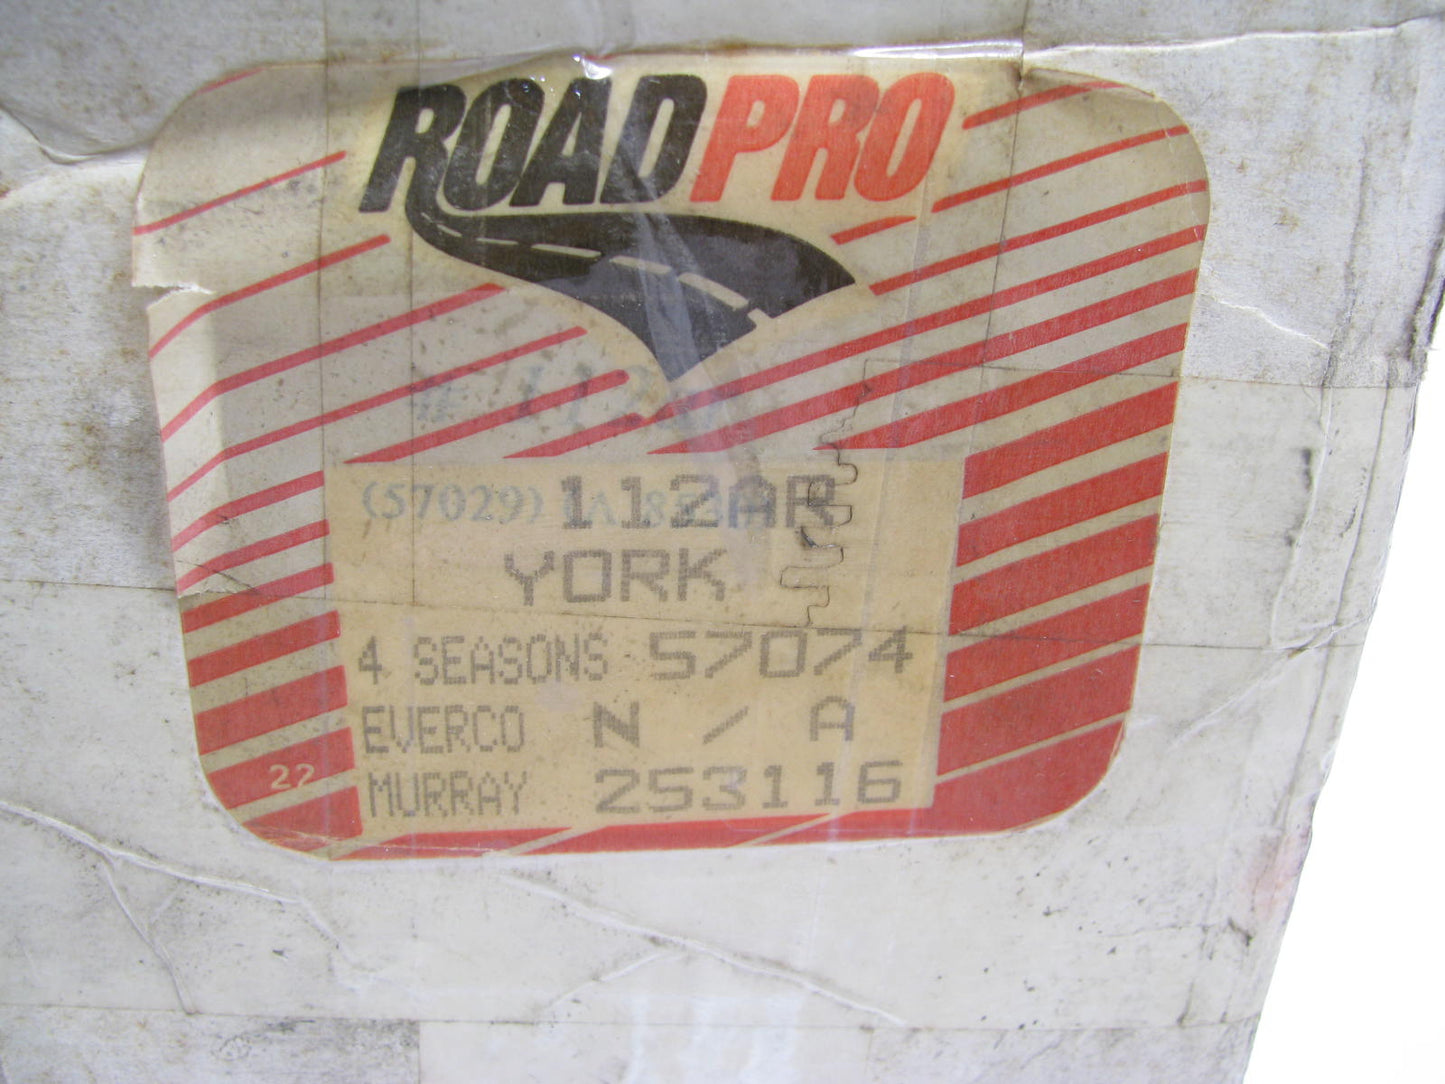 ROADPRO
(57029)
112AR
YORK
4 SEASONS 57074
EVERCO N / A
MURRAY 253116
22